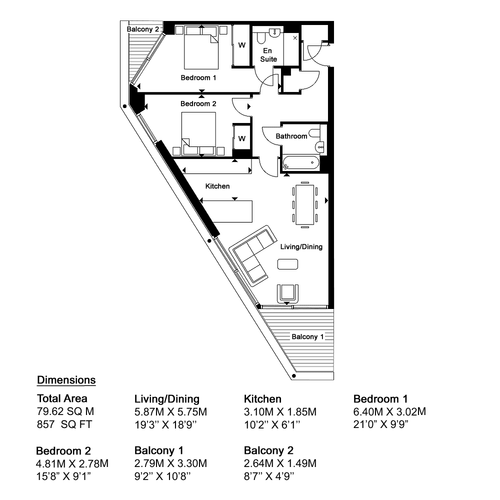 Balcony 2
W
En
Suite
Bedroom 1
Bedroom 2
W
Bathroom
Kitchen
Living/Dining
Balcony 1
Dimensions
Total Area
79.62 SQ M
857 SQ FT
Living/Dining
5.87M X 5.75M
19'3" X 18'9"
Kitchen
3.10M X 1.85M
10'2" X 6'1"
Bedroom 1
6.40M X 3.02M
21'0" X 9'9"
Bedroom 2
4.81M X 2.78M
15'8" X 9'1"
Balcony 1
2.79M X 3.30M
9'2" X 10'8"
Balcony 2
2.64M X 1.49M
8'7" X 4'9"